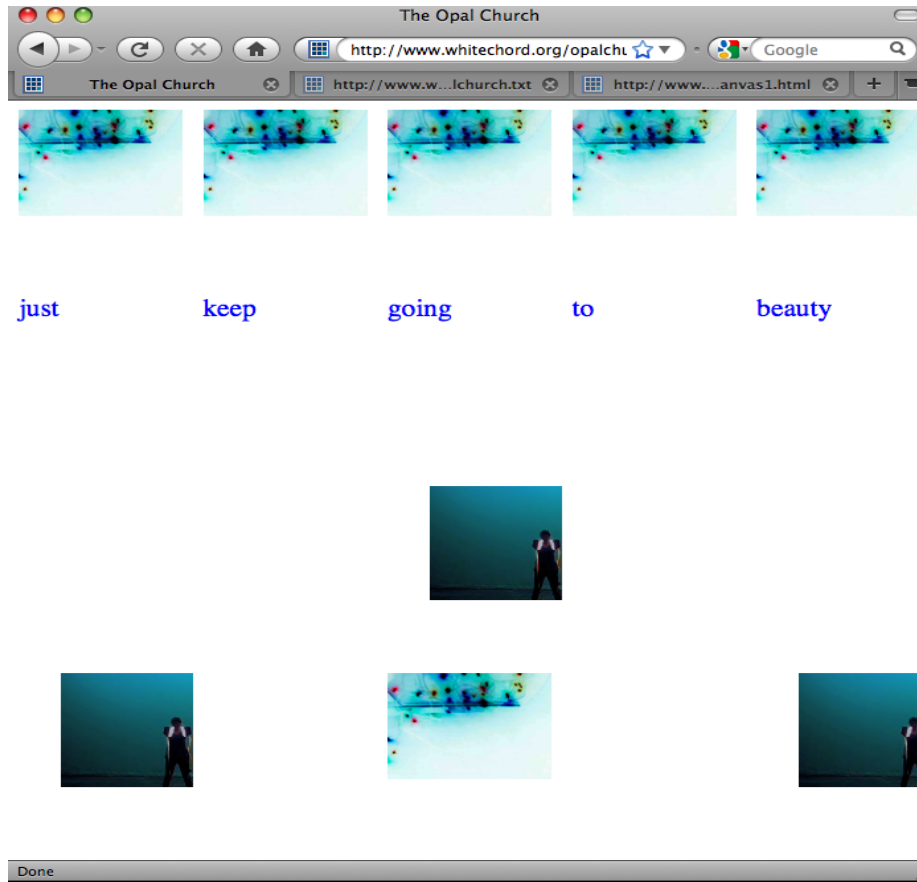 The Opal Church
http://www.whitechord.org/opalchu
Google
The Opal Church
http://www.w...lchurch.txt
http://www....anvas1.html
just keep going to beauty
Done